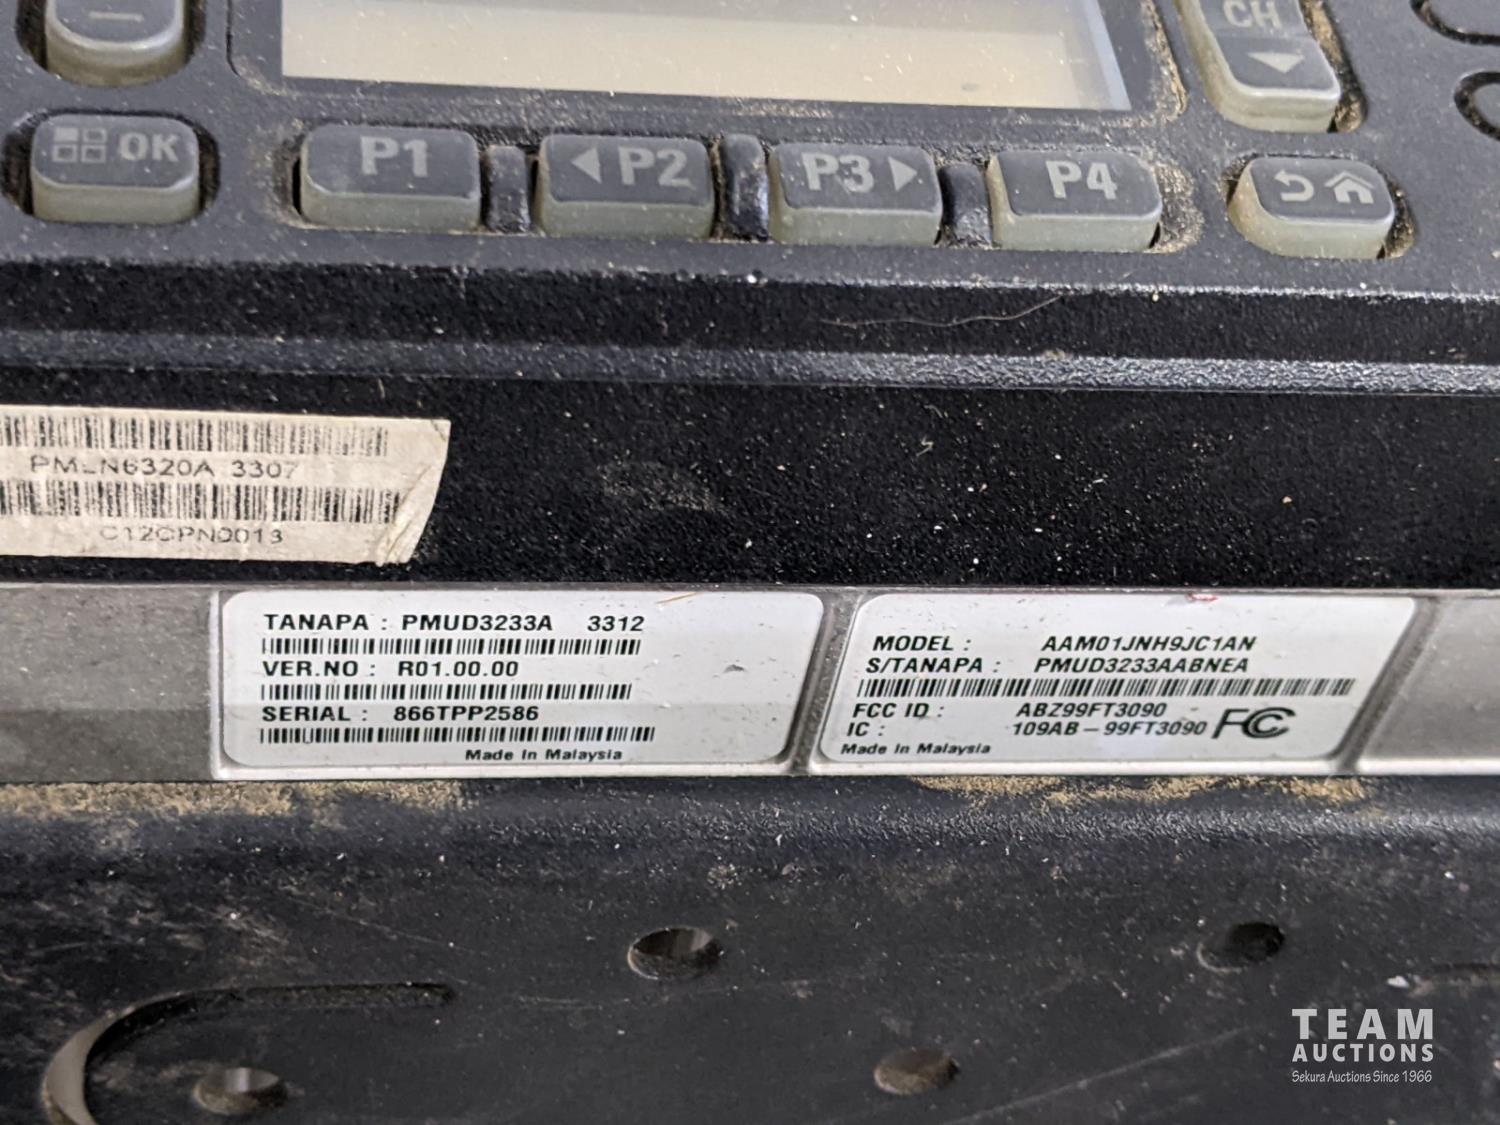 CH
OK
P1
P2
P3
P4
PMLN6320A 3307
C12CPN0013
TANAPA : PMUD3233A 3312
VER.NO : R01.00.00
SERIAL : 866TPP2586
Made In Malaysia
MODEL : AAM01JNH9JC1AN
S/TANAPA : PMUD3233AABNEA
FCC ID : ABZ99FT3090
IC : 109AB-99FT3090 FCC
Made In Malaysia
TEAM
AUCTIONS
Sekura Auctions Since 1966